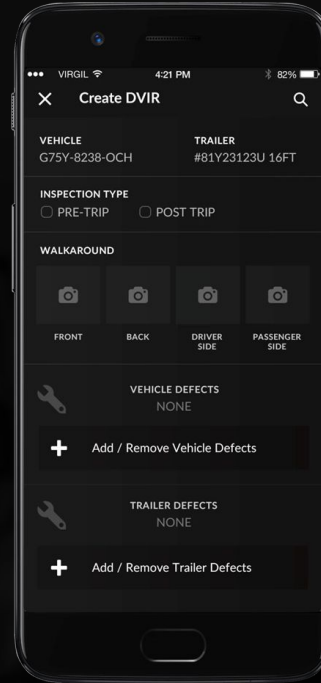 VIRGIL 4:21 PM 82%
Create DVIR
VEHICLE TRAILER
G75Y-8238-OCH #81Y23123U 16FT
INSPECTION TYPE
PRE-TRIP POST TRIP
WALKAROUND
FRONT BACK DRIVER SIDE PASSENGER SIDE
VEHICLE DEFECTS
NONE
Add / Remove Vehicle Defects
TRAILER DEFECTS
NONE
Add / Remove Trailer Defects